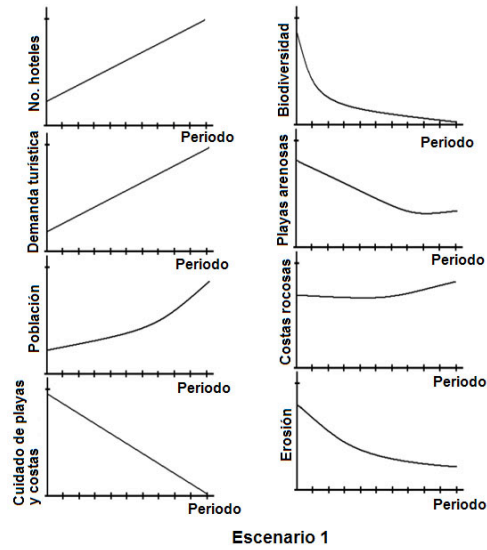 No. hoteles
Periodo
Biodiversidad
Periodo
Demanda turística
Periodo
Playas arenosas
Periodo
Población
Periodo
Costas rocosas
Periodo
Cuidado de playas
y costas
Periodo
Erosión
Periodo
Escenario 1